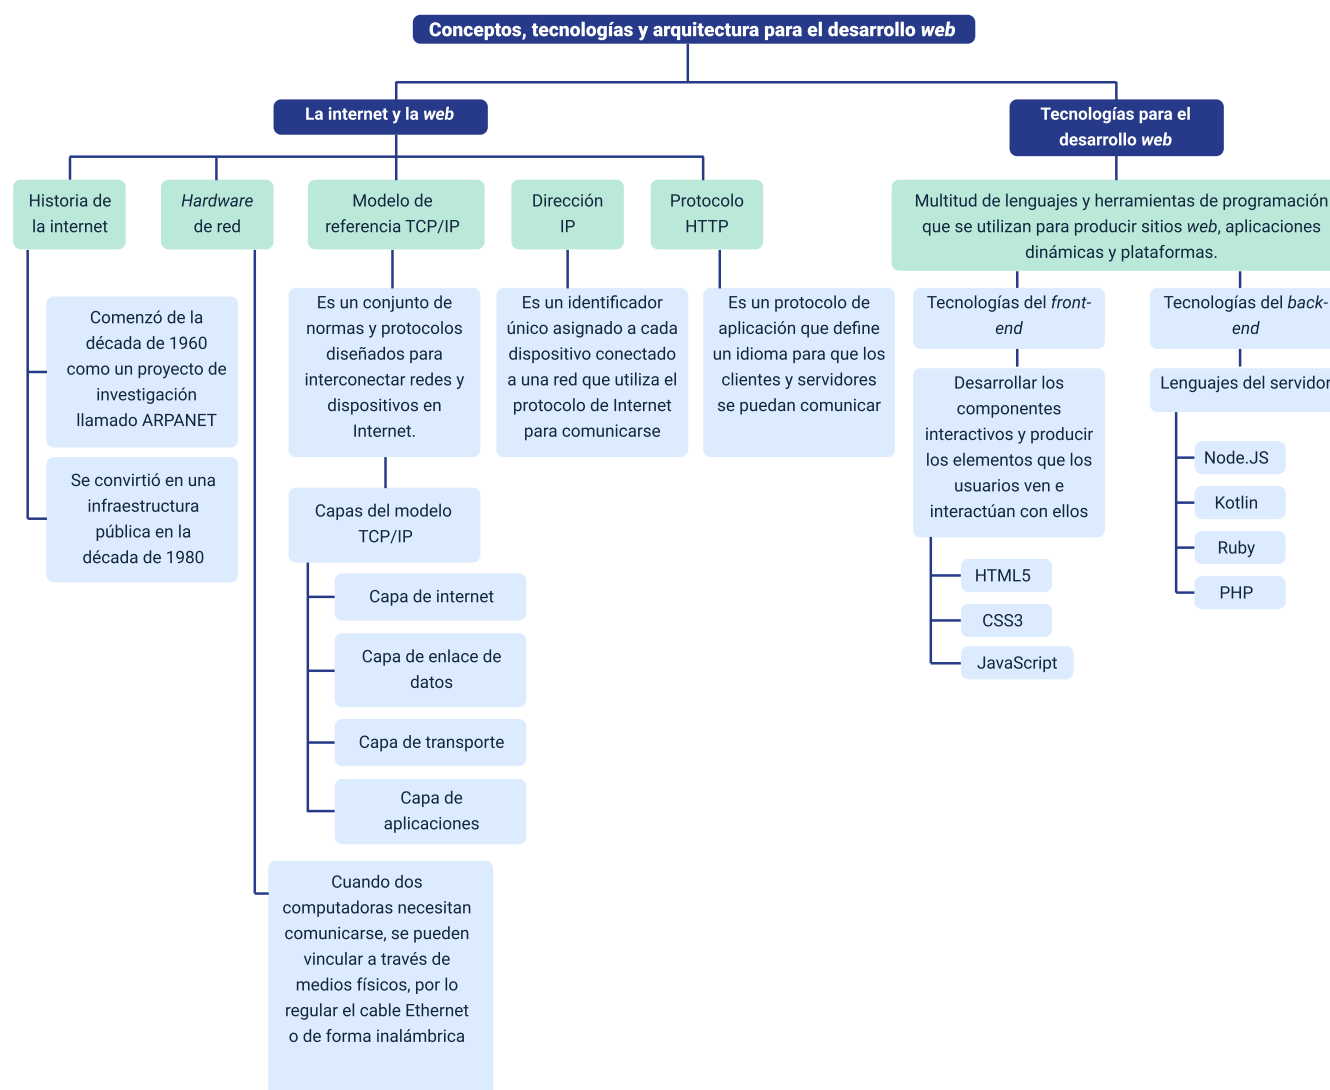 Conceptos, tecnologías y arquitectura para el desarrollo web
La internet y la web
Tecnologías para el
desarrollo web
Historia de
la internet
Hardware
de red
Modelo de
referencia TCP/IP
Dirección
IP
Protocolo
HTTP
Multitud de lenguajes y herramientas de programación
que se utilizan para producir sitios web, aplicaciones
dinámicas y plataformas.
Comenzó de la
década de 1960
como un proyecto de
investigación
llamado ARPANET
Se convirtió en una
infraestructura
pública en la
década de 1980
Es un conjunto de
normas y protocolos
diseñados para
interconectar redes y
dispositivos en
Internet.
Capas del modelo
TCP/IP
Capa de internet
Capa de enlace de
datos
Capa de transporte
Capa de
aplicaciones
Cuando dos
computadoras necesitan
comunicarse, se pueden
vincular a través de
medios físicos, por lo
regular el cable Ethernet
o de forma inalámbrica
Es un identificador
único asignado a cada
dispositivo conectado
a una red que utiliza el
protocolo de Internet
para comunicarse
Es un protocolo de
aplicación que define
un idioma para que los
clientes y servidores
se puedan comunicar
Tecnologías del front-
end
Desarrollar los
componentes
interactivos y producir
los elementos que los
usuarios ven e
interactúan con ellos
HTML5
CSS3
JavaScript
Tecnologías del back-
end
Lenguajes del servidor
Node.JS
Kotlin
Ruby
PHP